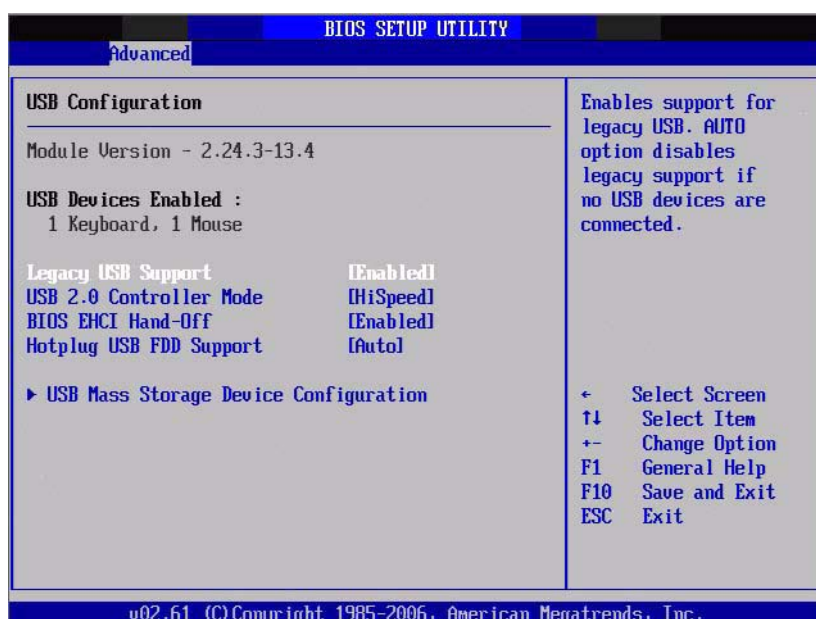 BIOS SETUP UTILITY
Advanced
USB Configuration
Module Version - 2.24.3-13.4
USB Devices Enabled :
1 Keyboard, 1 Mouse
Legacy USB Support [Enabled]
USB 2.0 Controller Mode [HiSpeed]
BIOS EHCI Hand-Off [Enabled]
Hotplug USB FDD Support [Auto]
▶ USB Mass Storage Device Configuration
Enables support for
legacy USB. AUTO
option disables
legacy support if
no USB devices are
connected.
← Select Screen
↑↓ Select Item
+- Change Option
F1 General Help
F10 Save and Exit
ESC Exit
v02.61 (C)Copyright 1985-2006, American Megatrends, Inc.